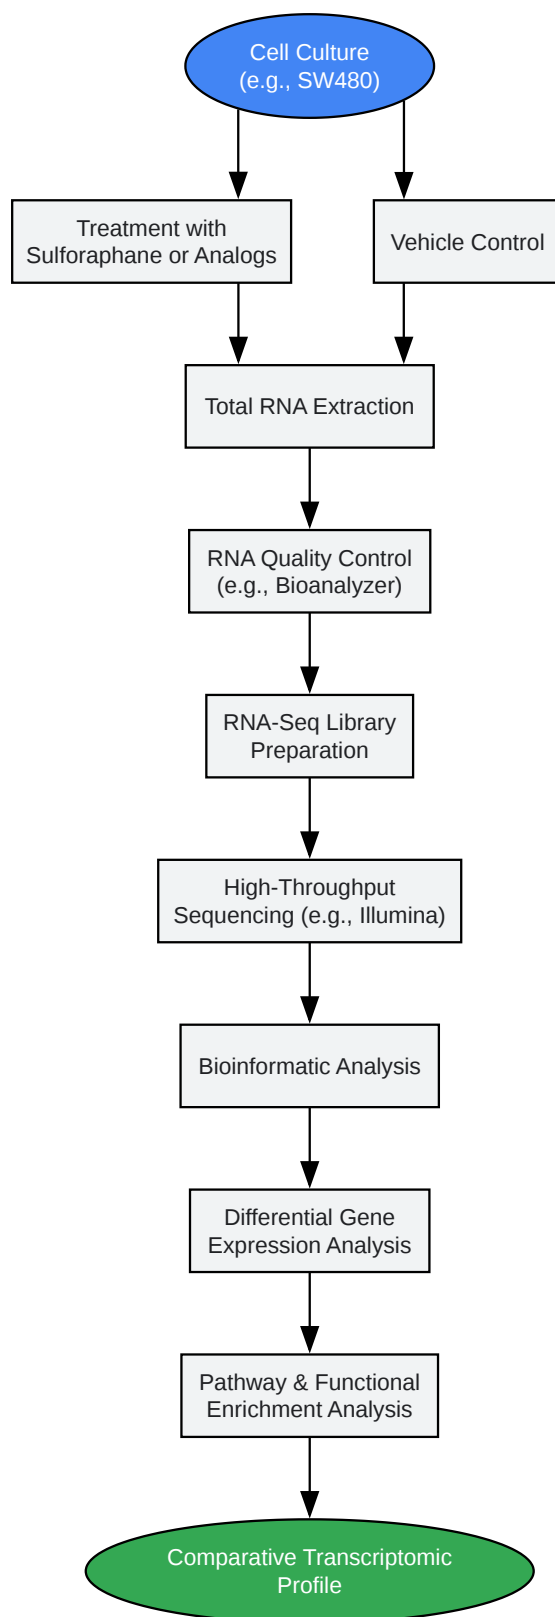 Cell Culture
(e.g., SW480)
Treatment with
Sulforaphane or Analogs
Vehicle Control
Total RNA Extraction
RNA Quality Control
(e.g., Bioanalyzer)
RNA-Seq Library
Preparation
High-Throughput
Sequencing (e.g., Illumina)
Bioinformatic Analysis
Differential Gene
Expression Analysis
Pathway & Functional
Enrichment Analysis
Comparative Transcriptomic
Profile